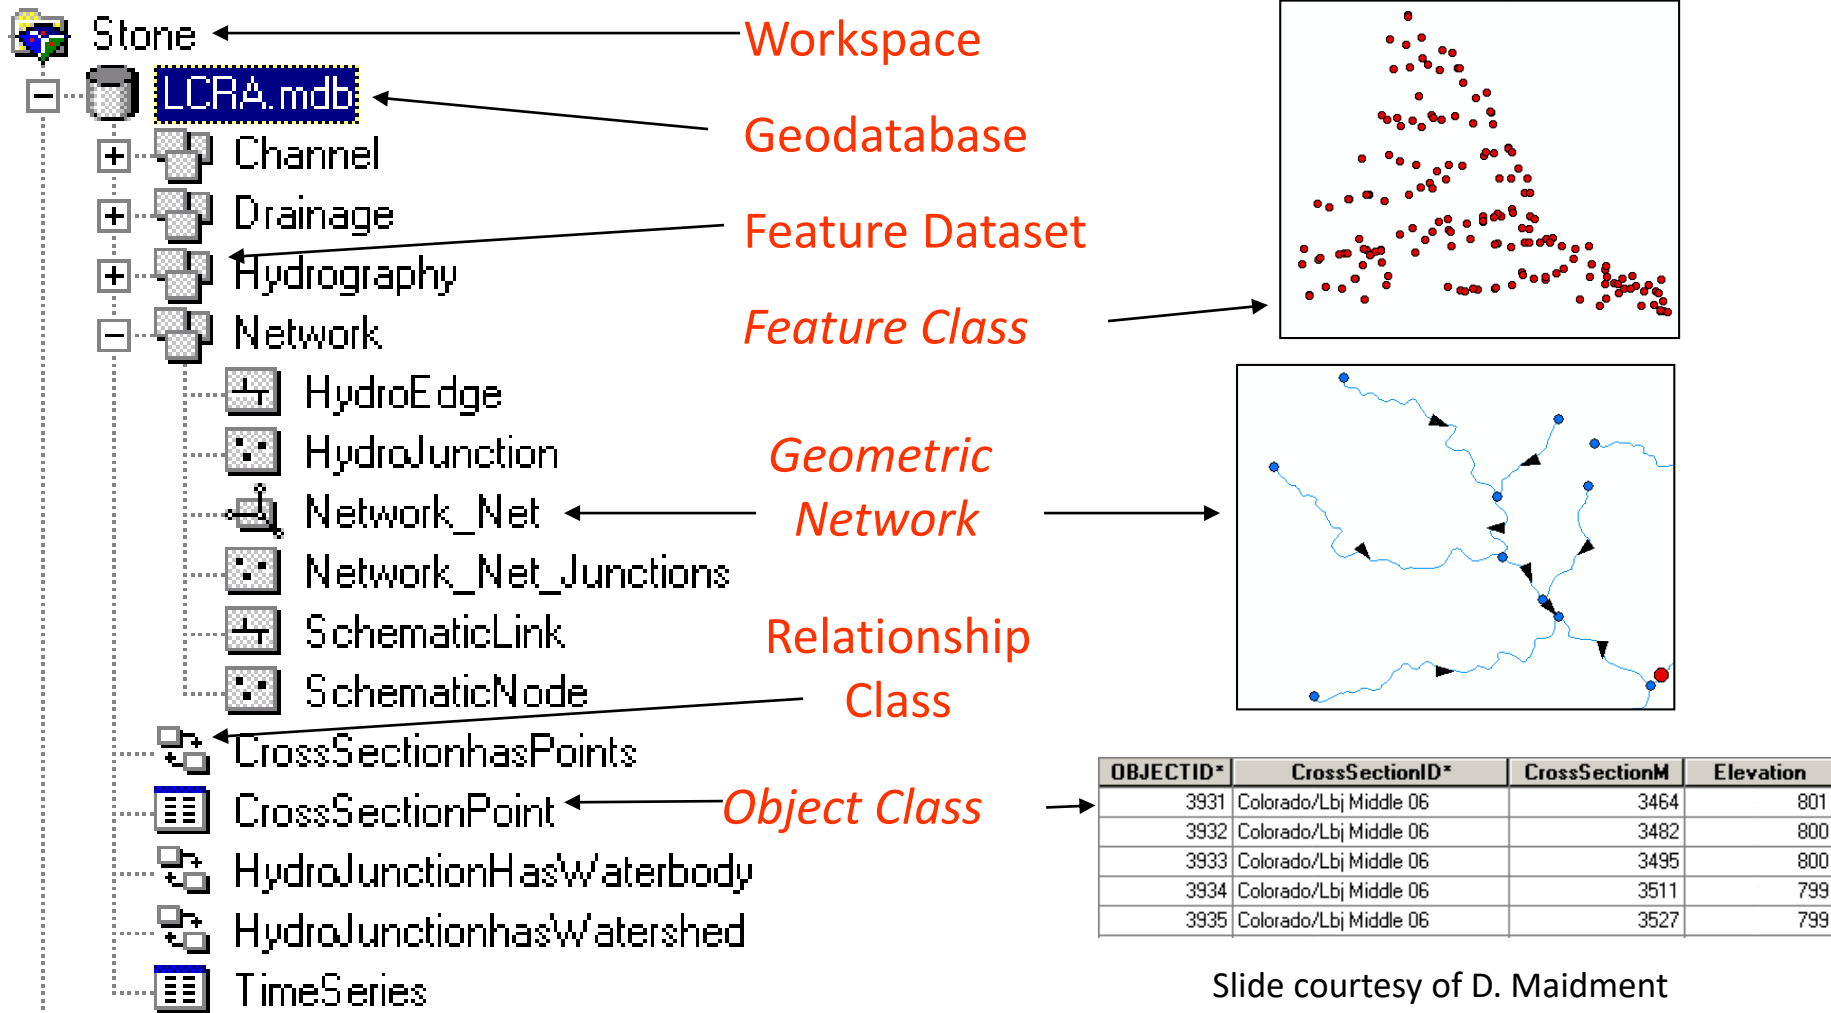 Stone
LCRA.mdb
Channel
Drainage
Hydrography
Network
HydroEdge
HydroJunction
Network_Net
Network_Net_Junctions
SchematicLink
SchematicNode
CrossSectionhasPoints
CrossSectionPoint
HydroJunctionHasWaterbody
HydroJunctionhasWatershed
TimeSeries
Workspace
Geodatabase
Feature Dataset
Feature Class
Geometric
Network
Relationship
Class
Object Class
OBJECTID* CrossSectionID* CrossSectionM Elevation
3931 Colorado/Lbj Middle 06 3464 801
3932 Colorado/Lbj Middle 06 3482 800
3933 Colorado/Lbj Middle 06 3495 800
3934 Colorado/Lbj Middle 06 3511 799
3935 Colorado/Lbj Middle 06 3527 799
Slide courtesy of D. Maidment